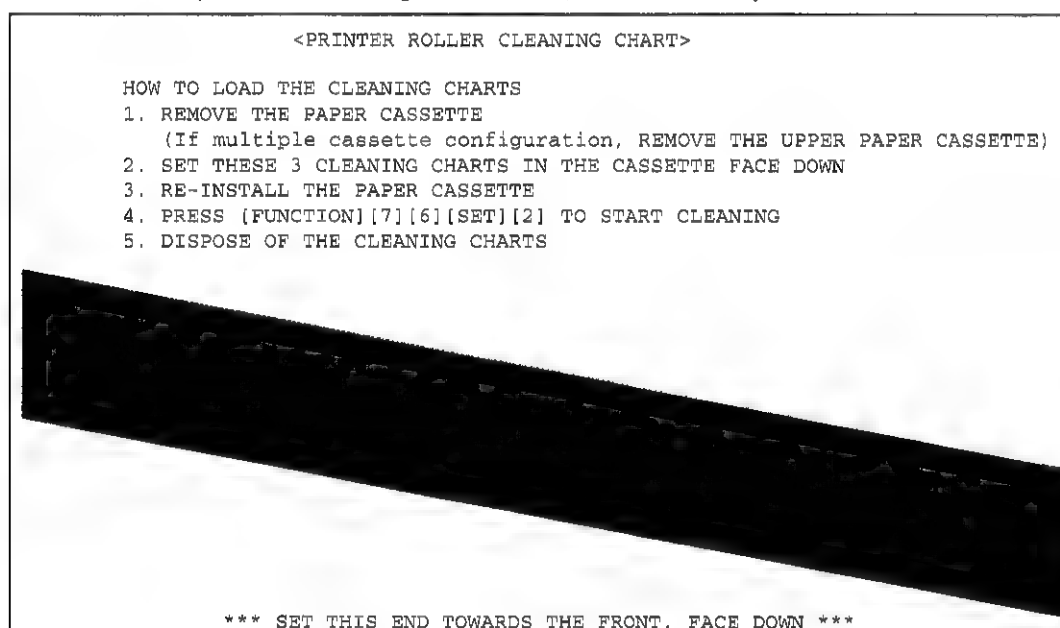 <PRINTER ROLLER CLEANING CHART>
HOW TO LOAD THE CLEANING CHARTS
1. REMOVE THE PAPER CASSETTE
(If multiple cassette configuration, REMOVE THE UPPER PAPER CASSETTE)
2. SET THESE 3 CLEANING CHARTS IN THE CASSETTE FACE DOWN
3. RE-INSTALL THE PAPER CASSETTE
4. PRESS [FUNCTION][7][6][SET][2] TO START CLEANING
5. DISPOSE OF THE CLEANING CHARTS
*** SET THIS END TOWARDS THE FRONT, FACE DOWN ***